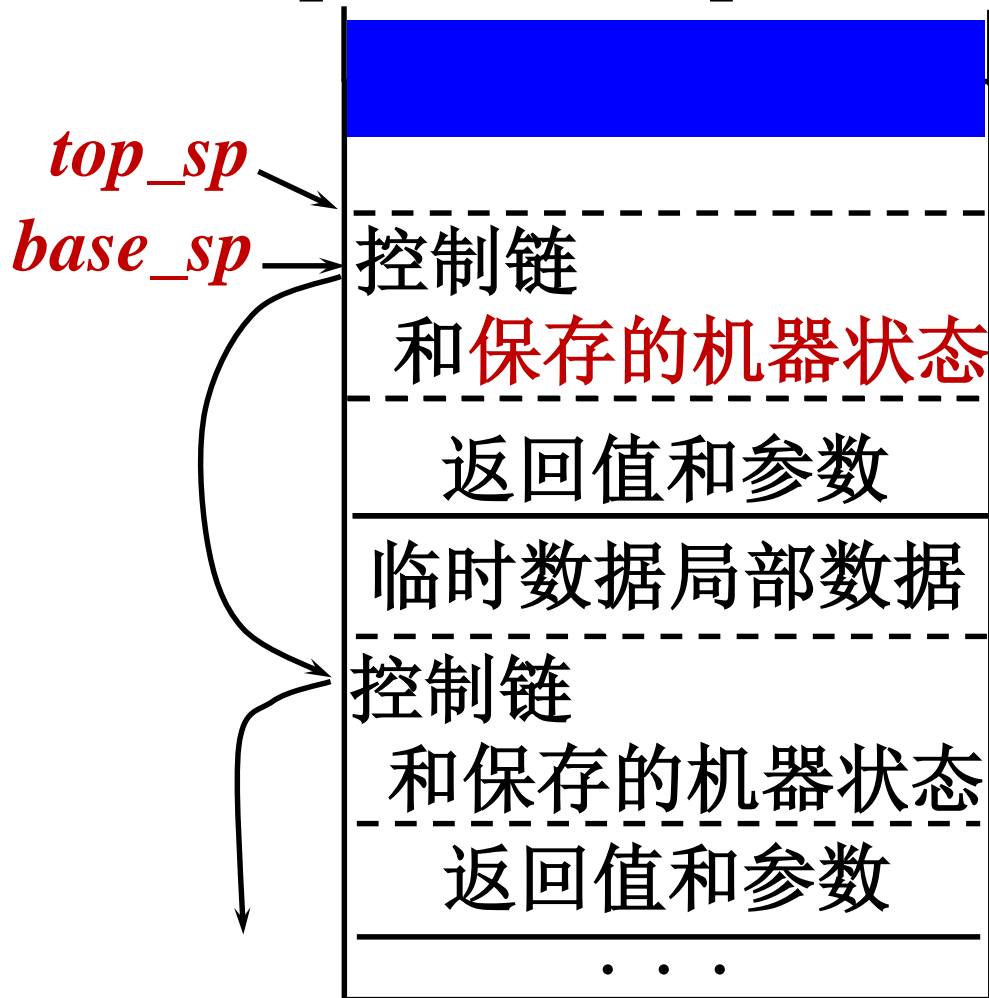 top_sp
base_sp
控制链
和保存的机器状态
返回值和参数
临时数据局部数据
控制链
和保存的机器状态
返回值和参数
. . .